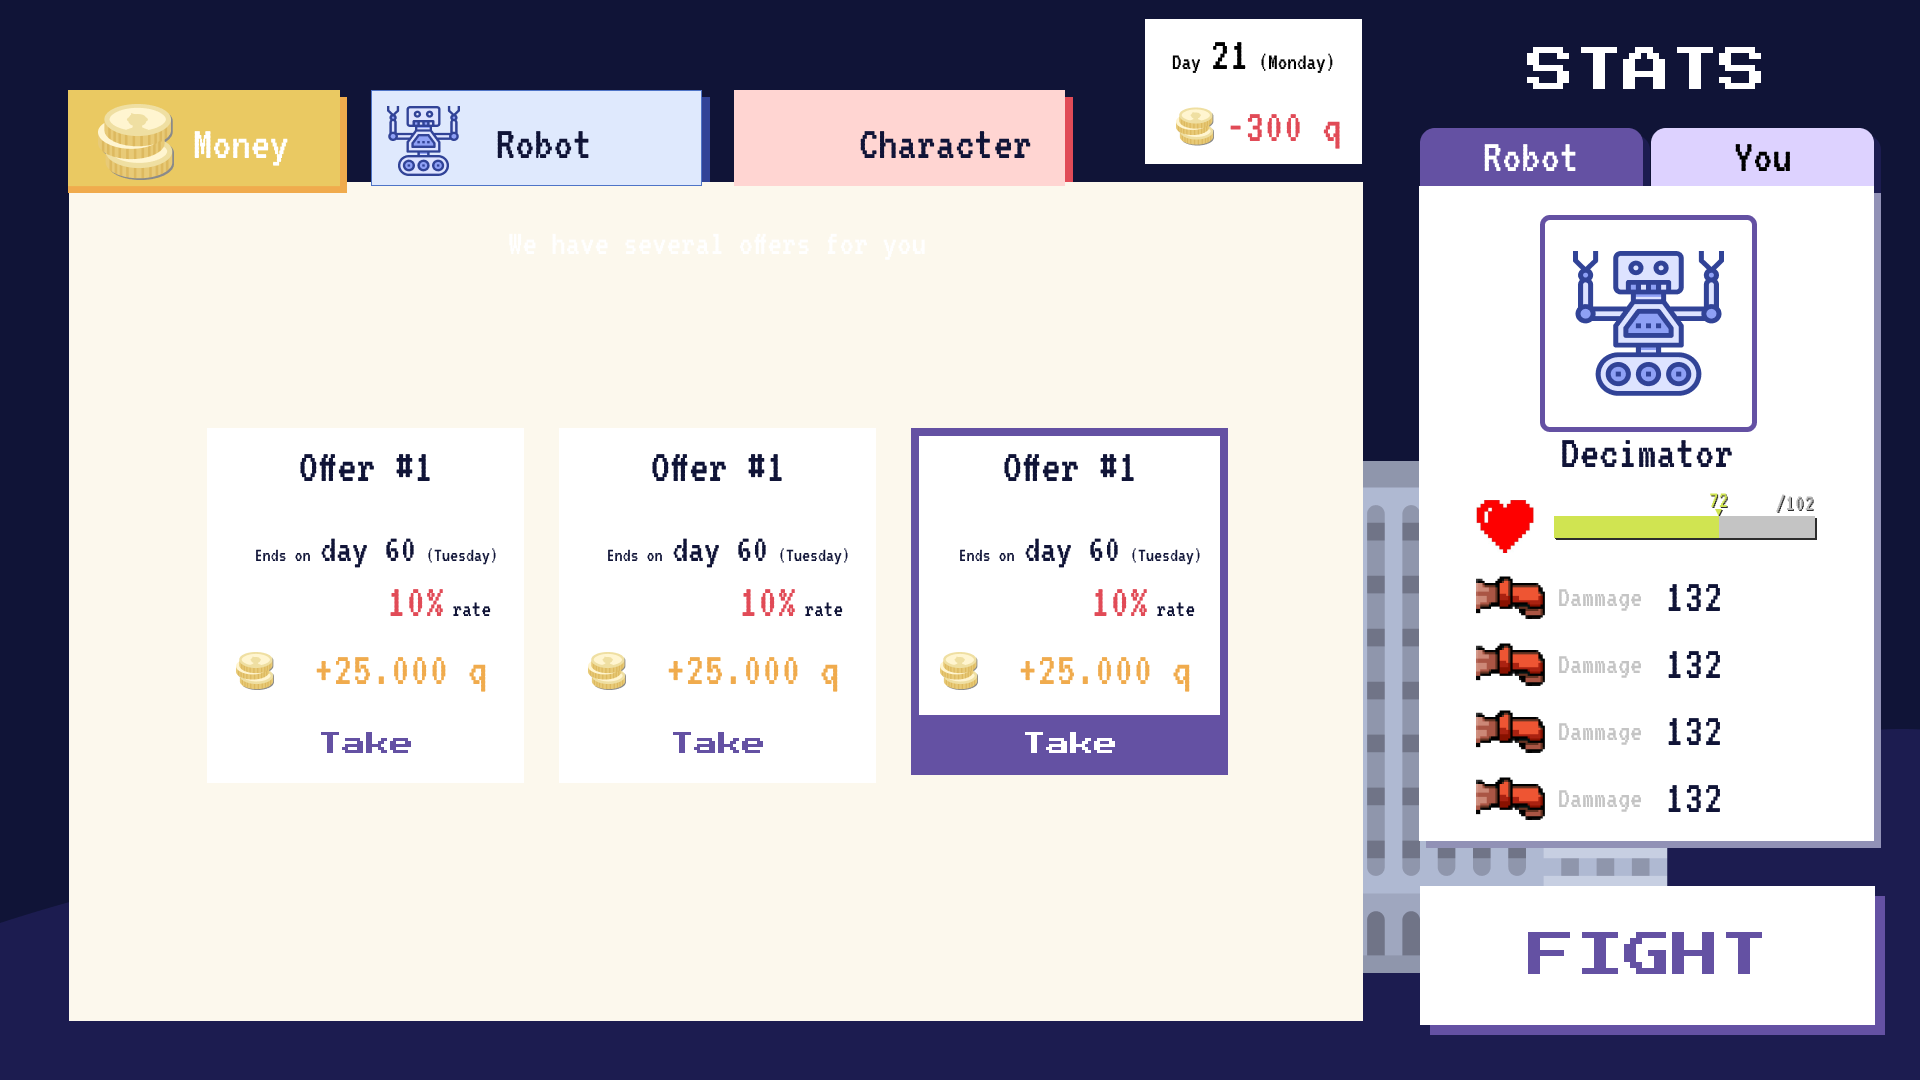 Day 21 (Monday)
-300 q
STATS
Money
Robot
Character
Robot
You
We have several offers for you
Offer #1
Ends on day 60 (Tuesday)
10% rate
+25.000 q
Take
Offer #1
Ends on day 60 (Tuesday)
10% rate
+25.000 q
Take
Offer #1
Ends on day 60 (Tuesday)
10% rate
+25.000 q
Take
Decimator
72 /102
Dammage 132
Dammage 132
Dammage 132
Dammage 132
FIGHT